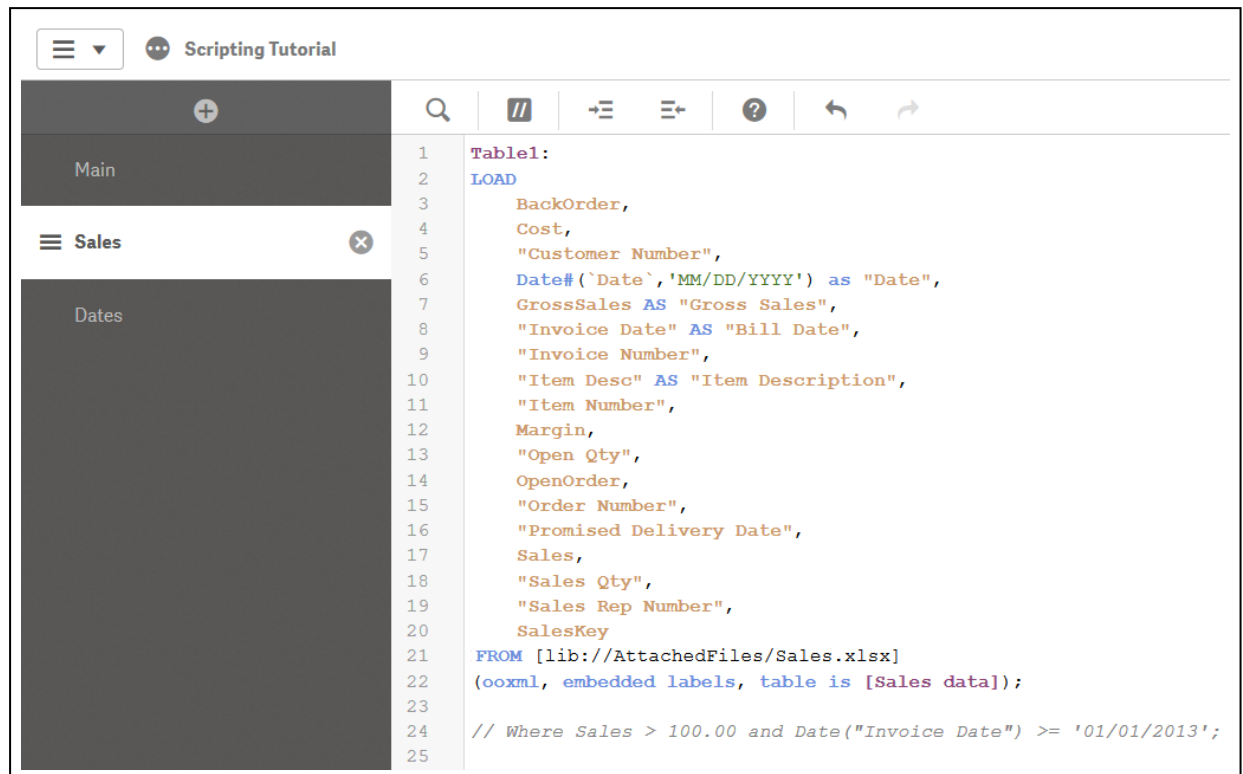 Scripting Tutorial
Main
Sales
Dates
1 Table1:
2 LOAD
3 BackOrder,
4 Cost,
5 "Customer Number",
6 Date#(`Date`,'MM/DD/YYYY') as "Date",
7 GrossSales AS "Gross Sales",
8 "Invoice Date" AS "Bill Date",
9 "Invoice Number",
10 "Item Desc" AS "Item Description",
11 "Item Number",
12 Margin,
13 "Open Qty",
14 OpenOrder,
15 "Order Number",
16 "Promised Delivery Date",
17 Sales,
18 "Sales Qty",
19 "Sales Rep Number",
20 SalesKey
21 FROM [lib://AttachedFiles/Sales.xlsx]
22 (ooxml, embedded labels, table is [Sales data]);
23
24 // Where Sales > 100.00 and Date("Invoice Date") >= '01/01/2013';
25